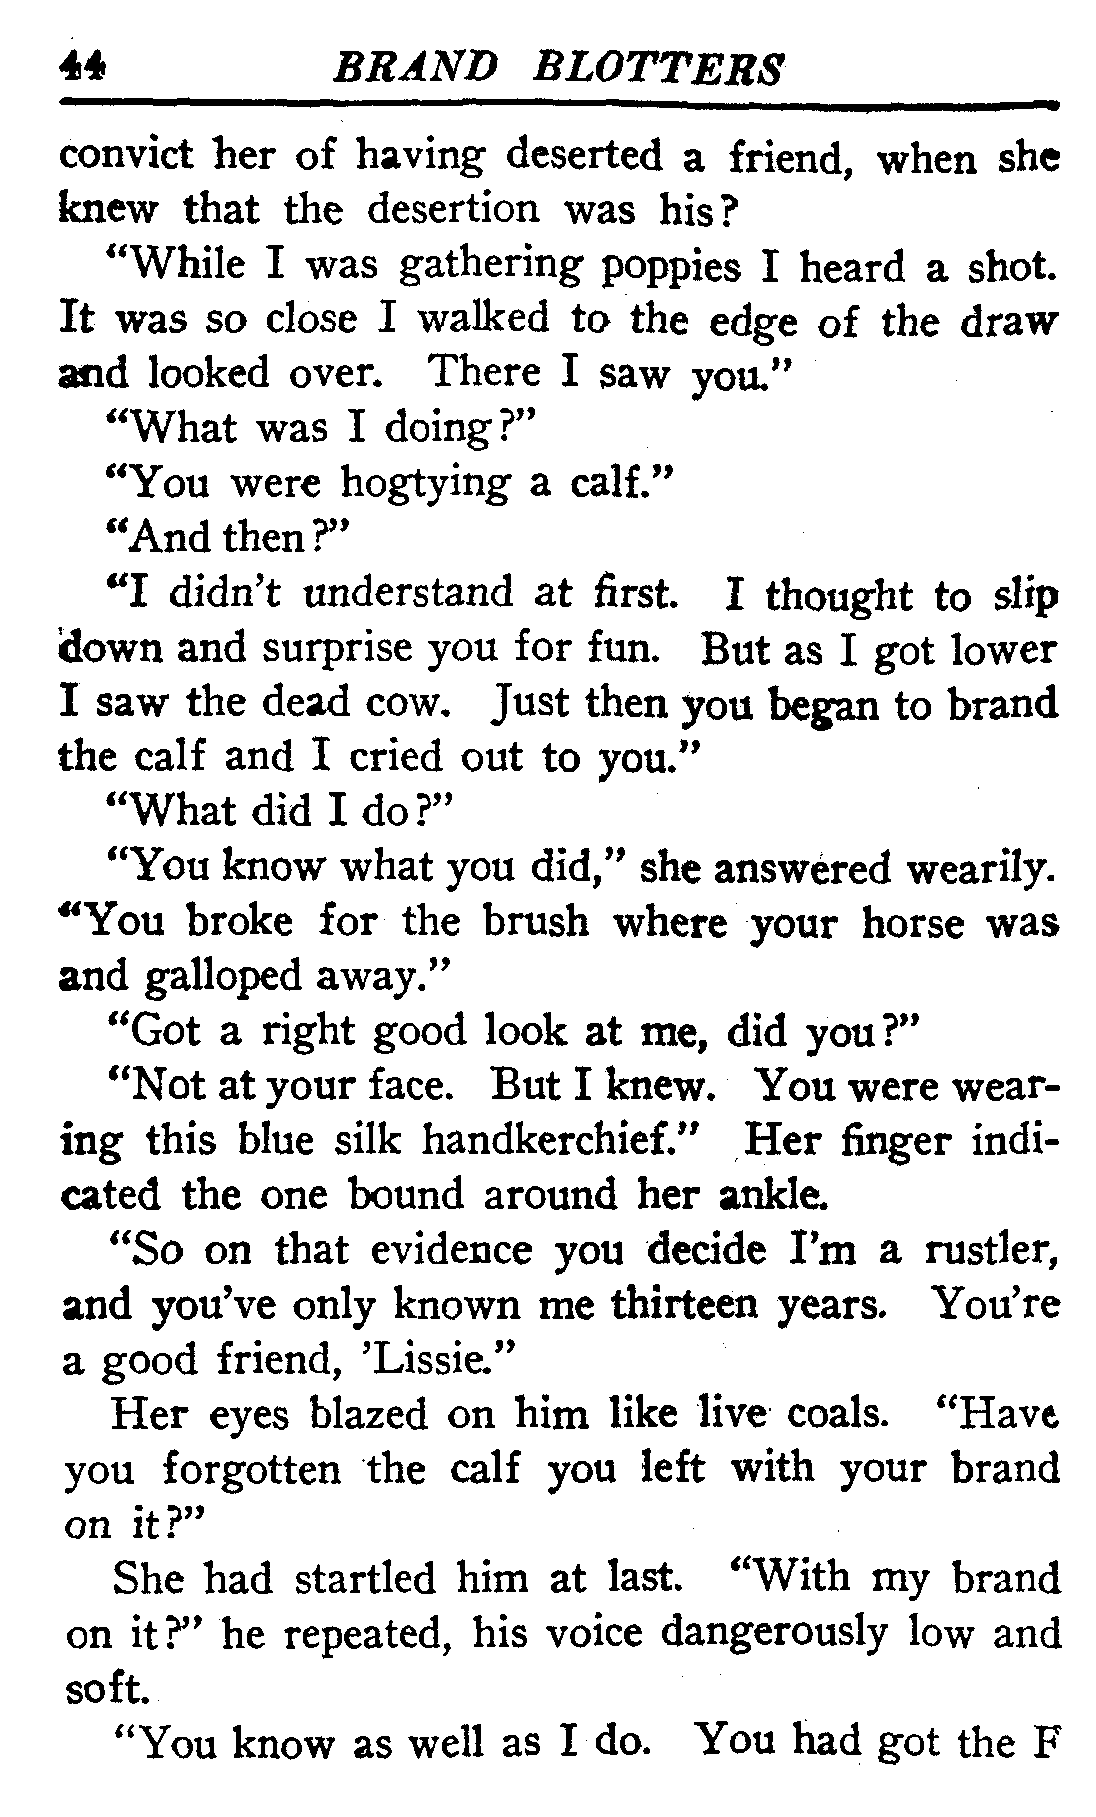 44 BRAND BLOTTERS
convict her of having deserted a friend, when she
knew that the desertion was his?
"While I was gathering poppies I heard a shot.
It was so close I walked to the edge of the draw
and looked over. There I saw you."
"What was I doing?"
"You were hogtying a calf."
"And then?"
"I didn't understand at first. I thought to slip
down and surprise you for fun. But as I got lower
I saw the dead cow. Just then you began to brand
the calf and I cried out to you."
"What did I do?"
"You know what you did," she answered wearily.
"You broke for the brush where your horse was
and galloped away."
"Got a right good look at me, did you?"
"Not at your face. But I knew. You were wear-
ing this blue silk handkerchief." Her finger indi-
cated the one bound around her ankle.
"So on that evidence you decide I'm a rustler,
and you've only known me thirteen years. You're
a good friend, 'Lissie."
Her eyes blazed on him like live coals. "Have
you forgotten the calf you left with your brand
on it?"
She had startled him at last. "With my brand
on it?" he repeated, his voice dangerously low and
soft.
"You know as well as I do. You had got the F